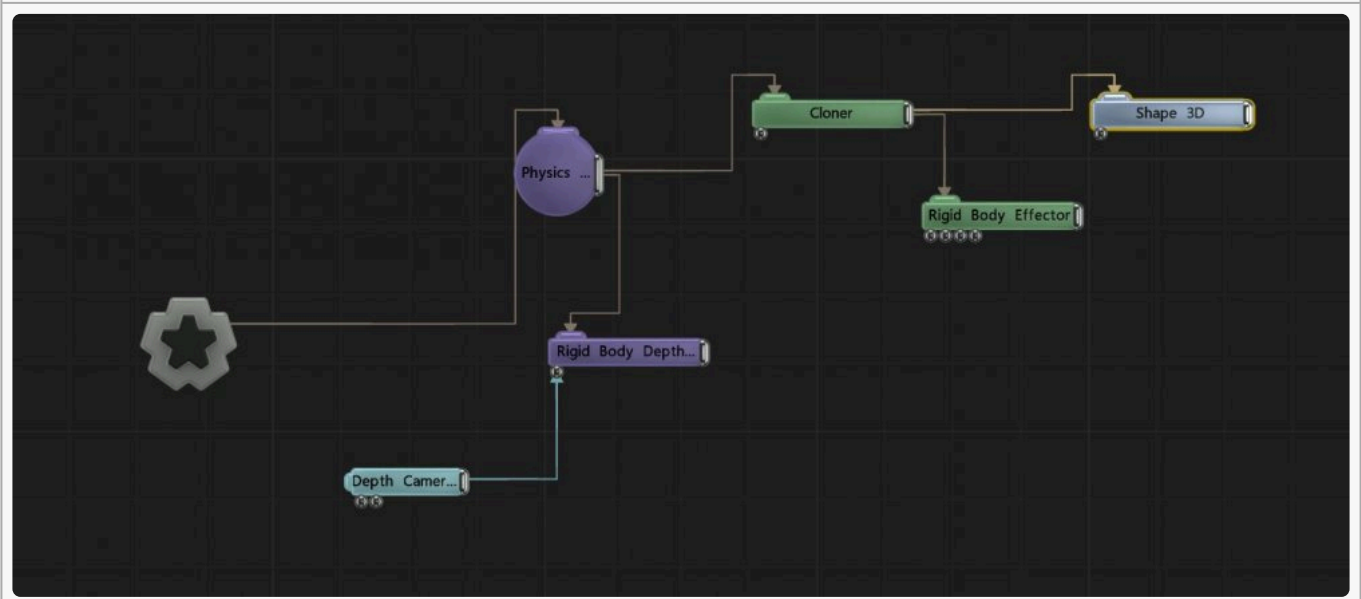 Cloner
Shape 3D
Physics ...
Rigid Body Effector
Rigid Body Depth...
Depth Camer...